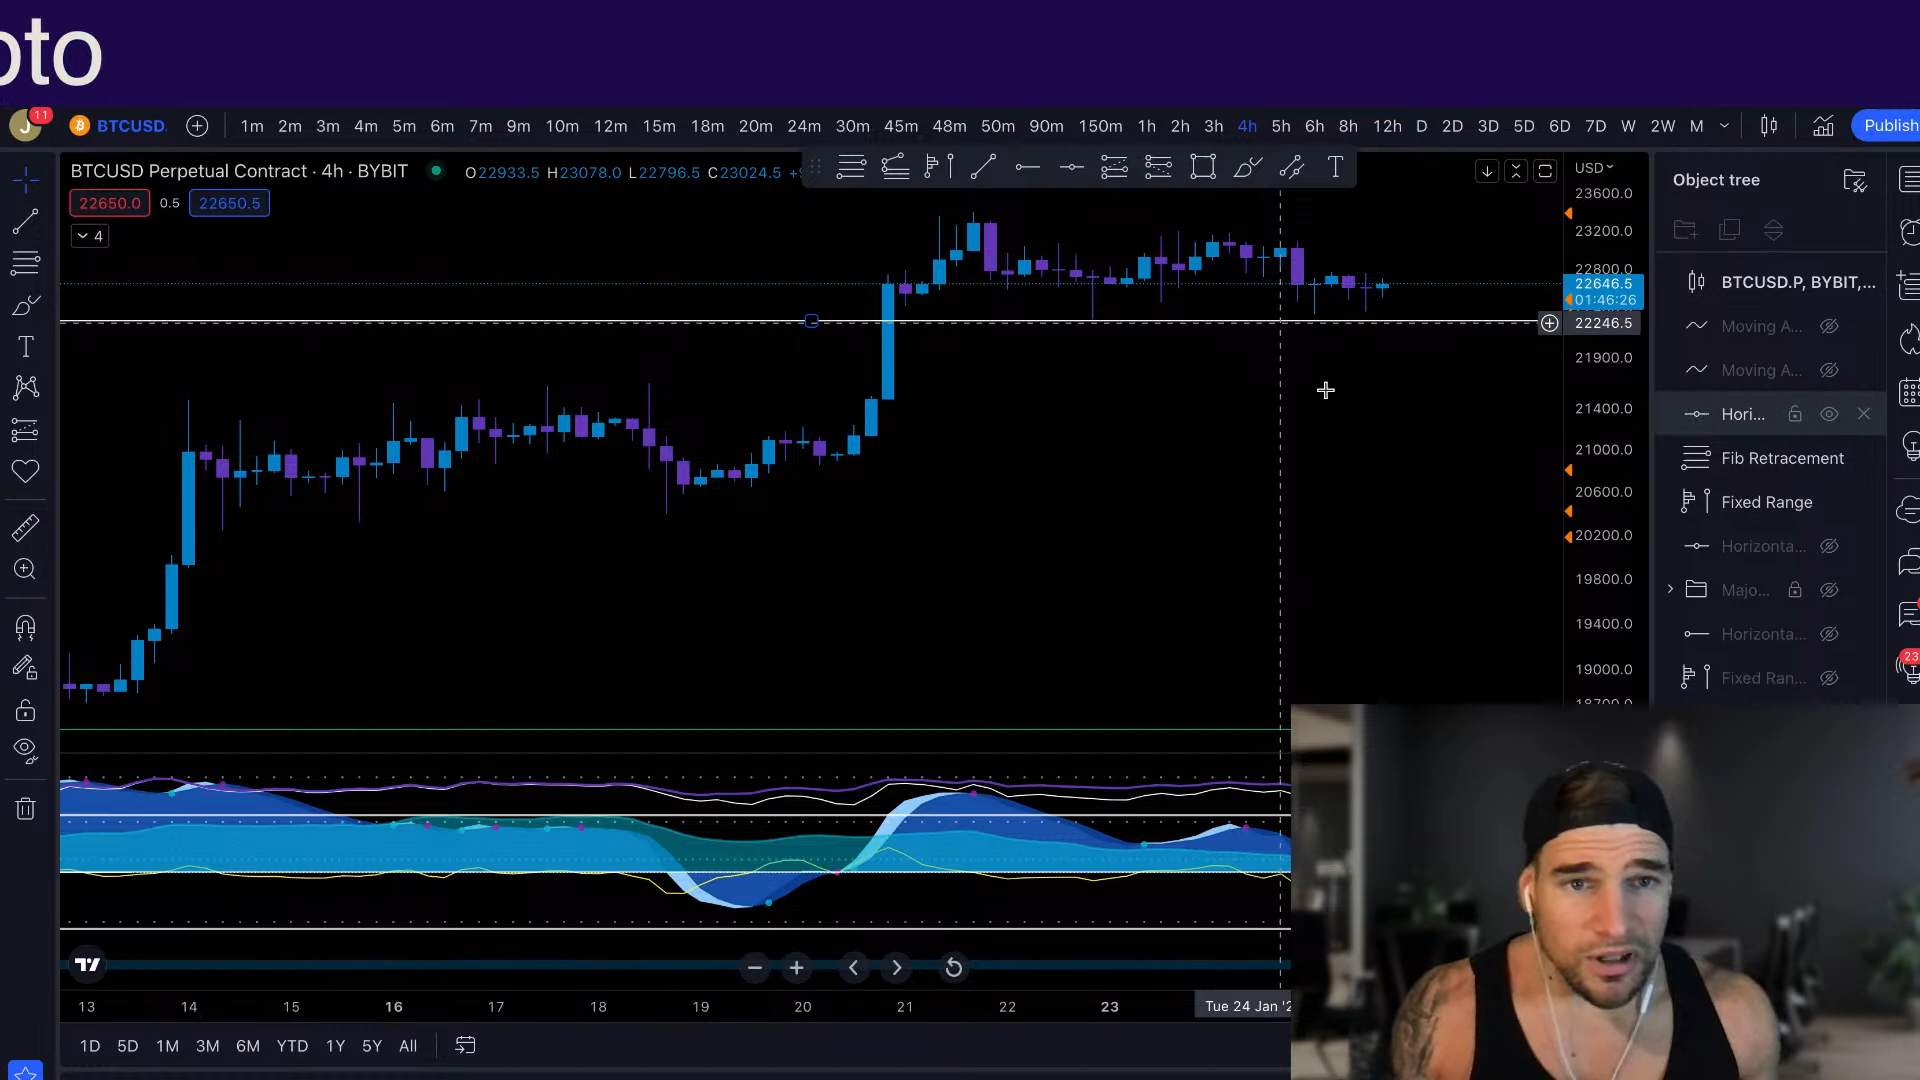 oto
J 11 BTCUSD. 1m 2m 3m 4m 5m 6m 7m 9m 10m 12m 15m 18m 20m 24m 30m 45m 48m 50m 90m 150m 1h 2h 3h 4h 5h 6h 8h 12h D 2D 3D 5D 6D 7D W 2W M Publish
BTCUSD Perpetual Contract · 4h · BYBIT O22933.5 H23078.0 L22796.5 C23024.5
22650.0 0.5 22650.5
4
USD
23600.0
23200.0
22800.0
22646.5
01:46:26
22246.5
21900.0
21400.0
21000.0
20600.0
20200.0
19800.0
19400.0
19000.0
18700.0
Object tree
BTCUSD.P, BYBIT,...
Moving A...
Moving A...
Hori...
Fib Retracement
Fixed Range
Horizonta...
Majo...
Horizonta...
Fixed Ran...
23
13 14 15 16 17 18 19 20 21 22 23 Tue 24 Jan '2
1D 5D 1M 3M 6M YTD 1Y 5Y All